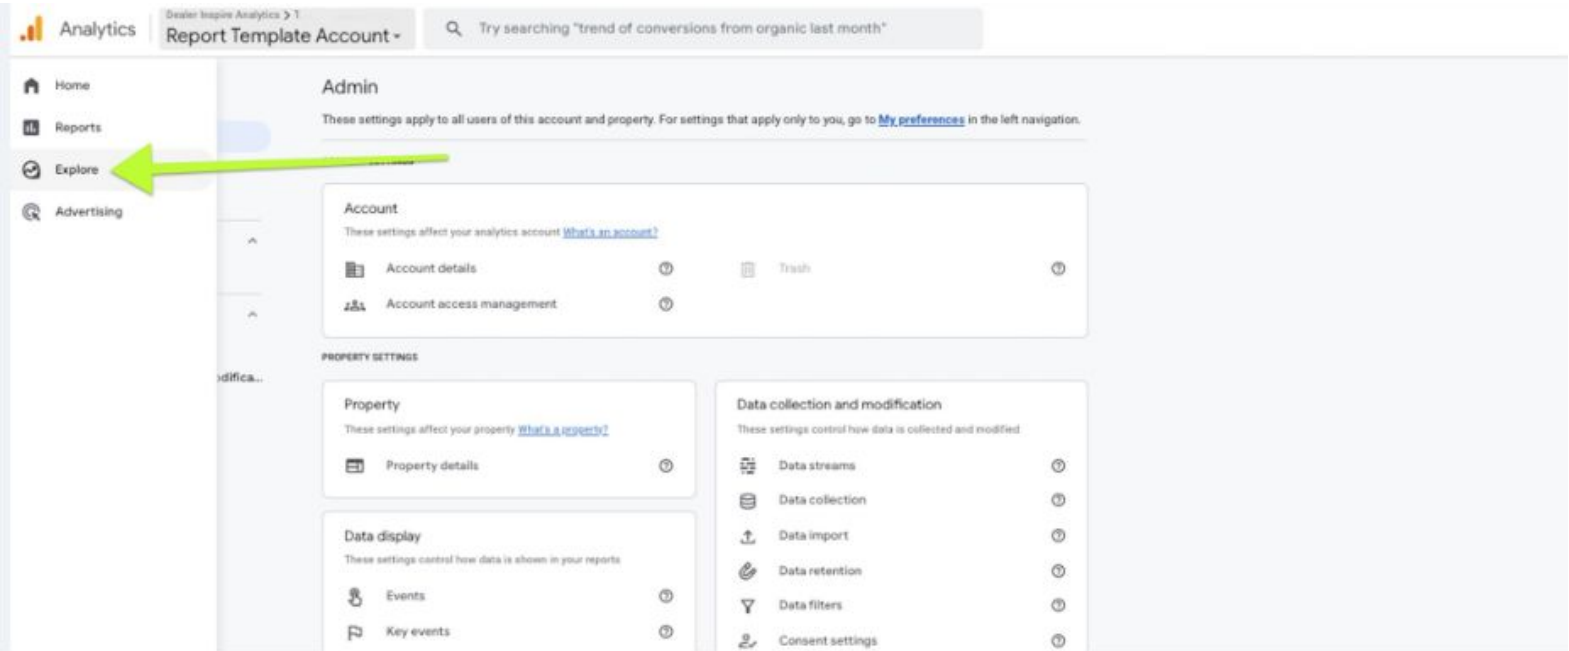 Analytics
Dealer Inspire Analytics > 1
Report Template Account
Try searching "trend of conversions from organic last month"
Home
Reports
Explore
Advertising
odifica...
Admin
These settings apply to all users of this account and property. For settings that apply only to you, go to My preferences in the left navigation.
Account
These settings affect your analytics account What's an account?
Account details
Trash
Account access management
PROPERTY SETTINGS
Property
These settings affect your property What's a property?
Property details
Data display
These settings control how data is shown in your reports
Events
Key events
Data collection and modification
These settings control how data is collected and modified
Data streams
Data collection
Data import
Data retention
Data filters
Consent settings